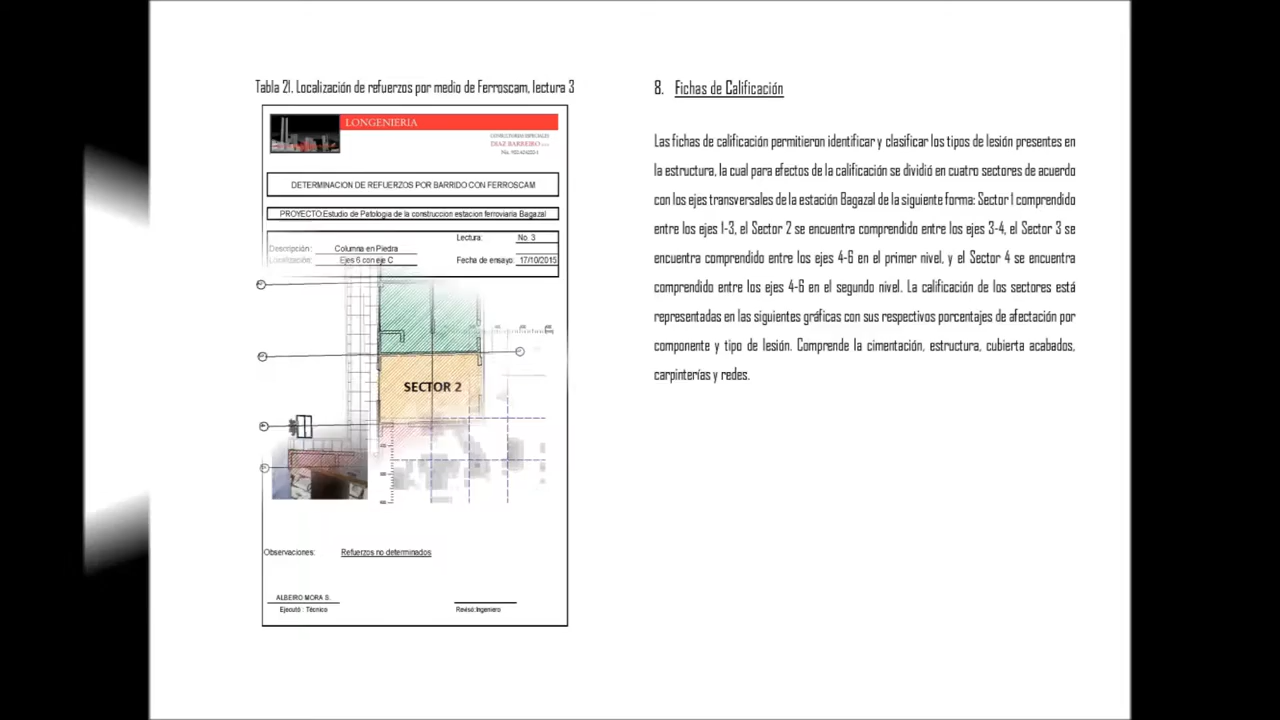 Tabla 21. Localización de refuerzos por medio de Ferroscam, lectura 3
LONGENIERIA
CONSULTORIAS ESPECIALES
DIAZ BARREIRO
DETERMINACION DE REFUERZOS POR BARRIDO CON FERROSCAM
PROYECTO:Estudio de Patologia de la construccion estacion ferroviaria Bagazal
Lectura: No. 3
Descripción: Columna en Piedra
Localización: Ejes 6 con eje C Fecha de ensayo: 17/10/2015
SECTOR 2
Observaciones: Refuerzos no determinados
ALBEIRO MORA S.
Ejecutó : Técnico Revisó:Ingeniero
8. Fichas de Calificación
Las fichas de calificación permitieron identificar y clasificar los tipos de lesión presentes en
la estructura, la cual para efectos de la calificación se dividió en cuatro sectores de acuerdo
con los ejes transversales de la estación Bagazal de la siguiente forma: Sector 1 comprendido
entre los ejes 1-3, el Sector 2 se encuentra comprendido entre los ejes 3-4, el Sector 3 se
encuentra comprendido entre los ejes 4-6 en el primer nivel, y el Sector 4 se encuentra
comprendido entre los ejes 4-6 en el segundo nivel. La calificación de los sectores está
representadas en las siguientes gráficas con sus respectivos porcentajes de afectación por
componente y tipo de lesión. Comprende la cimentación, estructura, cubierta acabados,
carpinterías y redes.